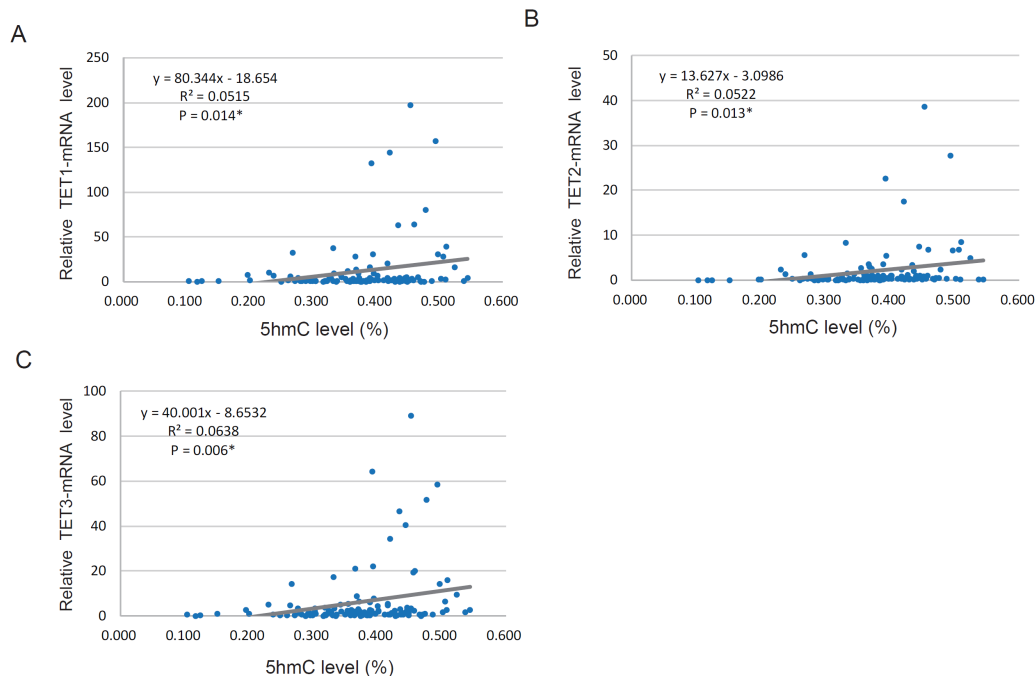 A
Relative TET1-mRNA level
250
200
150
100
50
0
y = 80.344x - 18.654
R² = 0.0515
P = 0.014*
0.000 0.100 0.200 0.300 0.400 0.500 0.600
5hmC level (%)
B
Relative TET2-mRNA level
50
40
30
20
10
0
y = 13.627x - 3.0986
R² = 0.0522
P = 0.013*
0.000 0.100 0.200 0.300 0.400 0.500 0.600
5hmC level (%)
C
Relative TET3-mRNA level
100
80
60
40
20
0
y = 40.001x - 8.6532
R² = 0.0638
P = 0.006*
0.000 0.100 0.200 0.300 0.400 0.500 0.600
5hmC level (%)